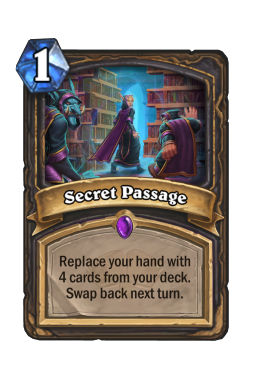 1
Secret Passage
Replace your hand with
4 cards from your deck.
Swap back next turn.